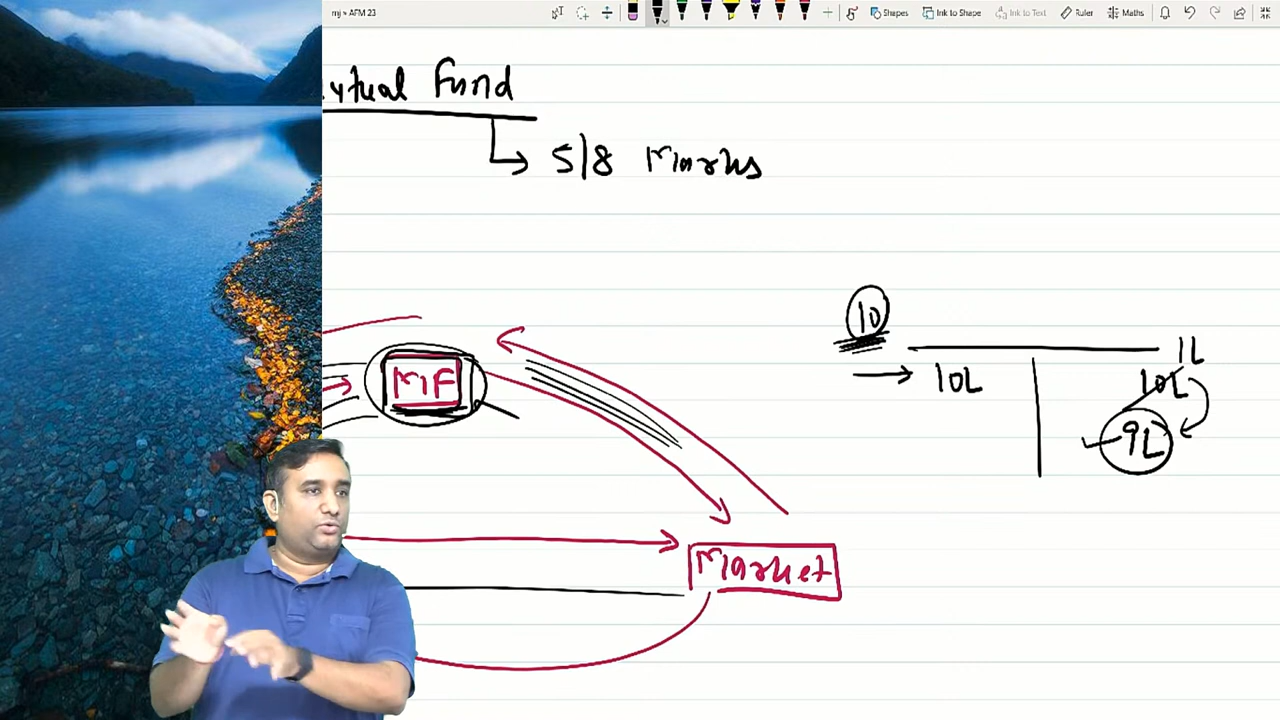 mj » AFM 23
Shapes
Ink to Shape
Ink to Text
Ruler
Maths
utual Fund
5/8 Marks
10
1L
10L
10L
9L
MF
Market